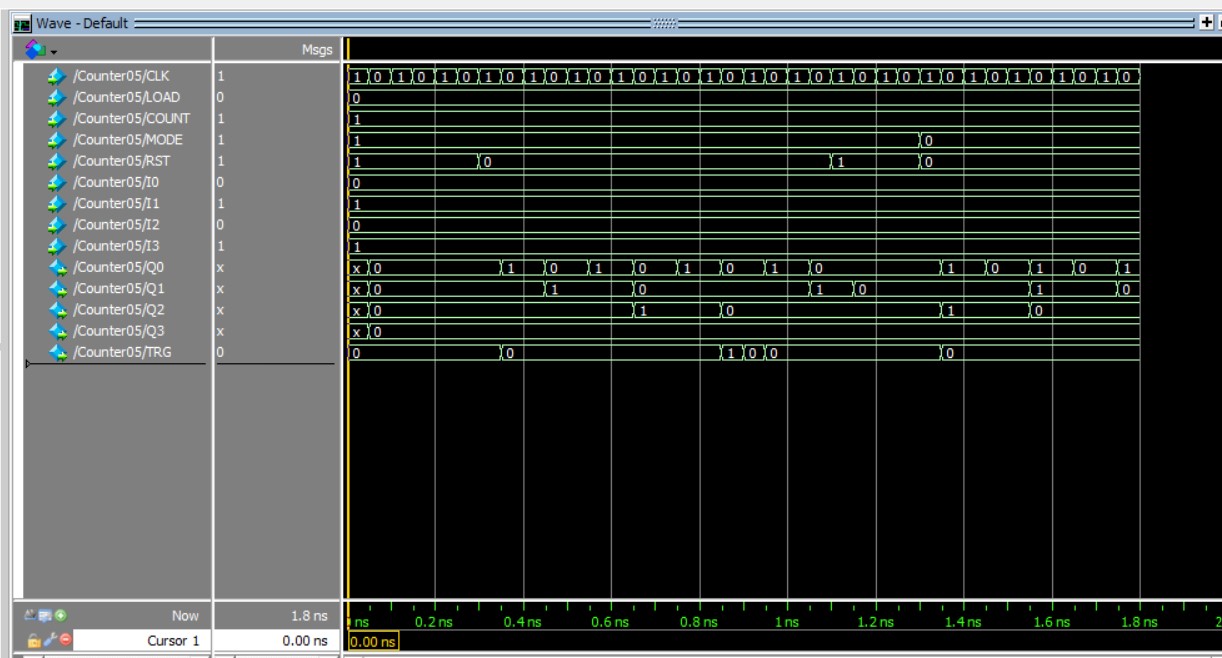 Wave - Default
Msgs
/Counter05/CLK 1 1 0 1 0 1 0 1 0 1 0 1 0 1 0 1 0 1 0 1 0 1 0 1 0 1 0 1 0 1 0 1 0 1 0 1 0
/Counter05/LOAD 0 0
/Counter05/COUNT 1 1
/Counter05/MODE 1 1 0
/Counter05/RST 1 1 0 1 0
/Counter05/I0 0 0
/Counter05/I1 1 1
/Counter05/I2 0 0
/Counter05/I3 1 1
/Counter05/Q0 x x 0 1 0 1 0 1 0 1 0 1 0 1 0 1
/Counter05/Q1 x x 0 1 0 1 0 1 0
/Counter05/Q2 x x 0 1 0 1 0
/Counter05/Q3 x x 0
/Counter05/TRG 0 0 0 1 0 0 0
Now 1.8 ns ns 0.2 ns 0.4 ns 0.6 ns 0.8 ns 1 ns 1.2 ns 1.4 ns 1.6 ns 1.8 ns 2
Cursor 1 0.00 ns 0.00 ns